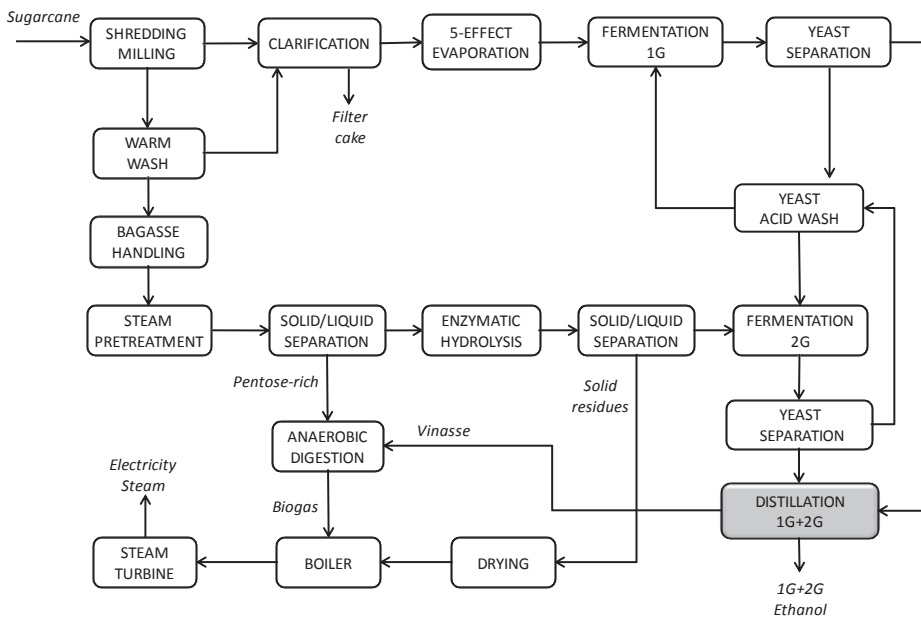 Sugarcane
SHREDDING
MILLING
CLARIFICATION
5-EFFECT
EVAPORATION
FERMENTATION
1G
YEAST
SEPARATION
Filter
cake
WARM
WASH
YEAST
ACID WASH
BAGASSE
HANDLING
STEAM
PRETREATMENT
SOLID/LIQUID
SEPARATION
ENZYMATIC
HYDROLYSIS
SOLID/LIQUID
SEPARATION
FERMENTATION
2G
Pentose-rich
Solid
residues
ANAEROBIC
DIGESTION
Vinasse
YEAST
SEPARATION
Electricity
Steam
Biogas
DISTILLATION
1G+2G
STEAM
TURBINE
BOILER
DRYING
1G+2G
Ethanol